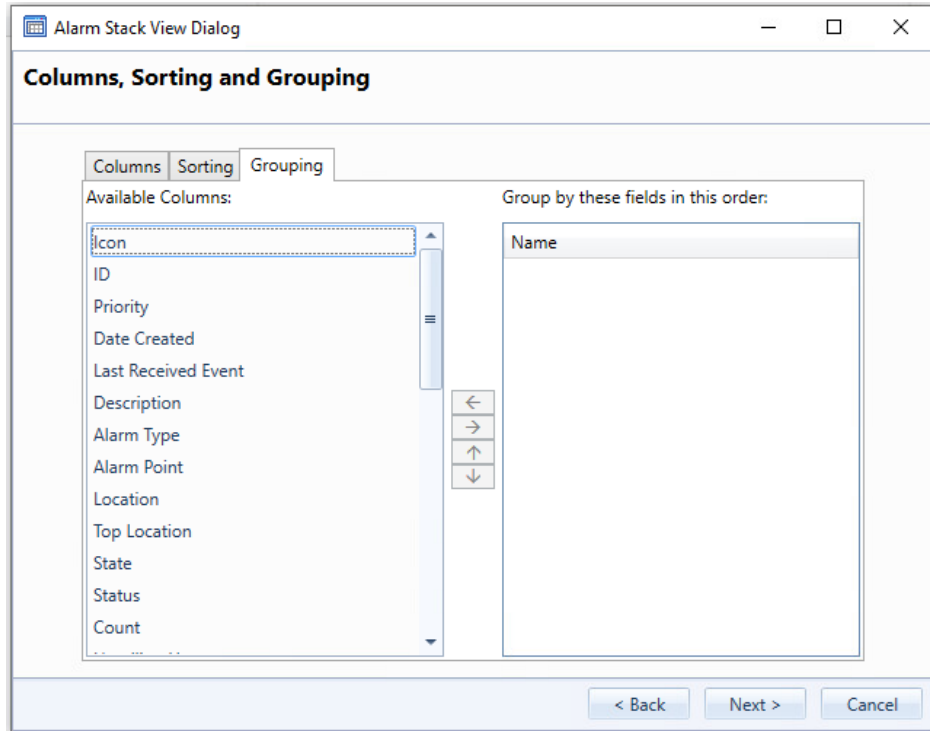 Alarm Stack View Dialog
Columns, Sorting and Grouping
Columns Sorting Grouping
Available Columns:
Icon
ID
Priority
Date Created
Last Received Event
Description
Alarm Type
Alarm Point
Location
Top Location
State
Status
Count
Group by these fields in this order:
Name
< Back Next > Cancel